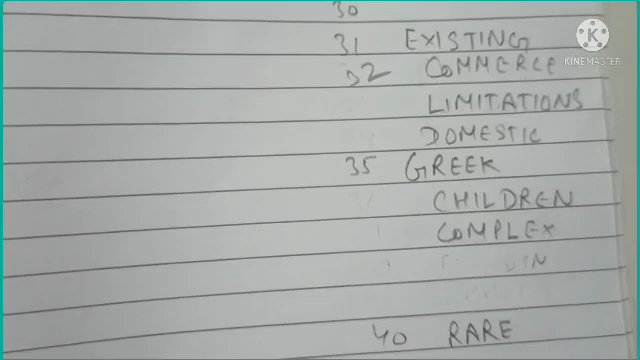 30
31 EXISTING
32 COMMERCE
LIMITATIONS
DOMESTIC
35 GREEK
CHILDREN
COMPLEX
40 RARE
K
KINEMASTER